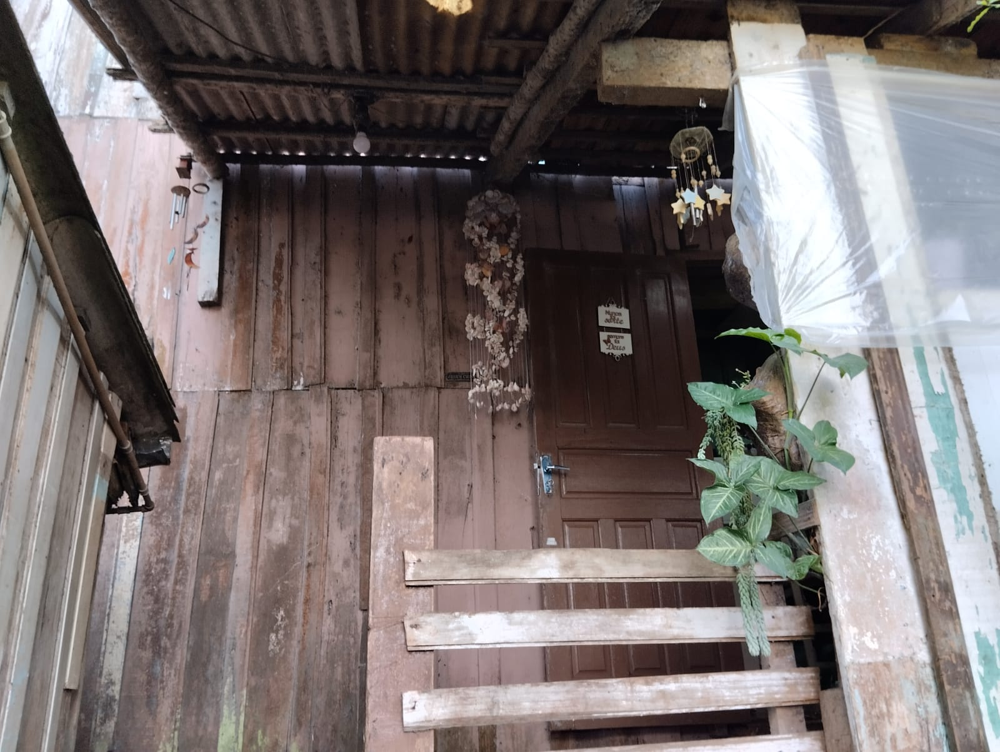 Nunca
foi
sorte
sempre
foi
Deus